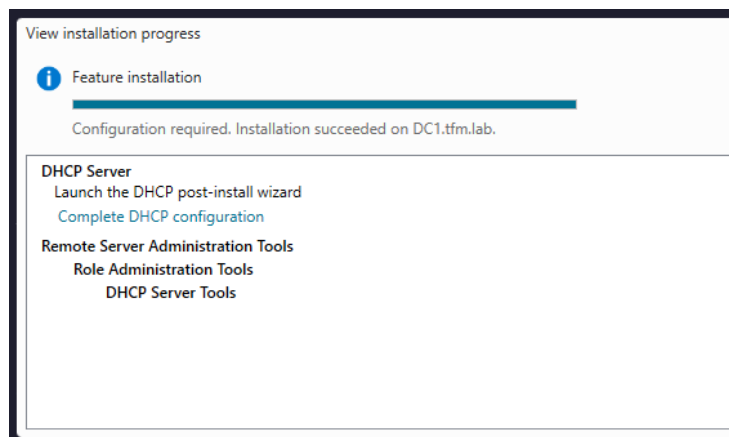 View installation progress
Feature installation
Configuration required. Installation succeeded on DC1.tfm.lab.
DHCP Server
Launch the DHCP post-install wizard
Complete DHCP configuration
Remote Server Administration Tools
Role Administration Tools
DHCP Server Tools